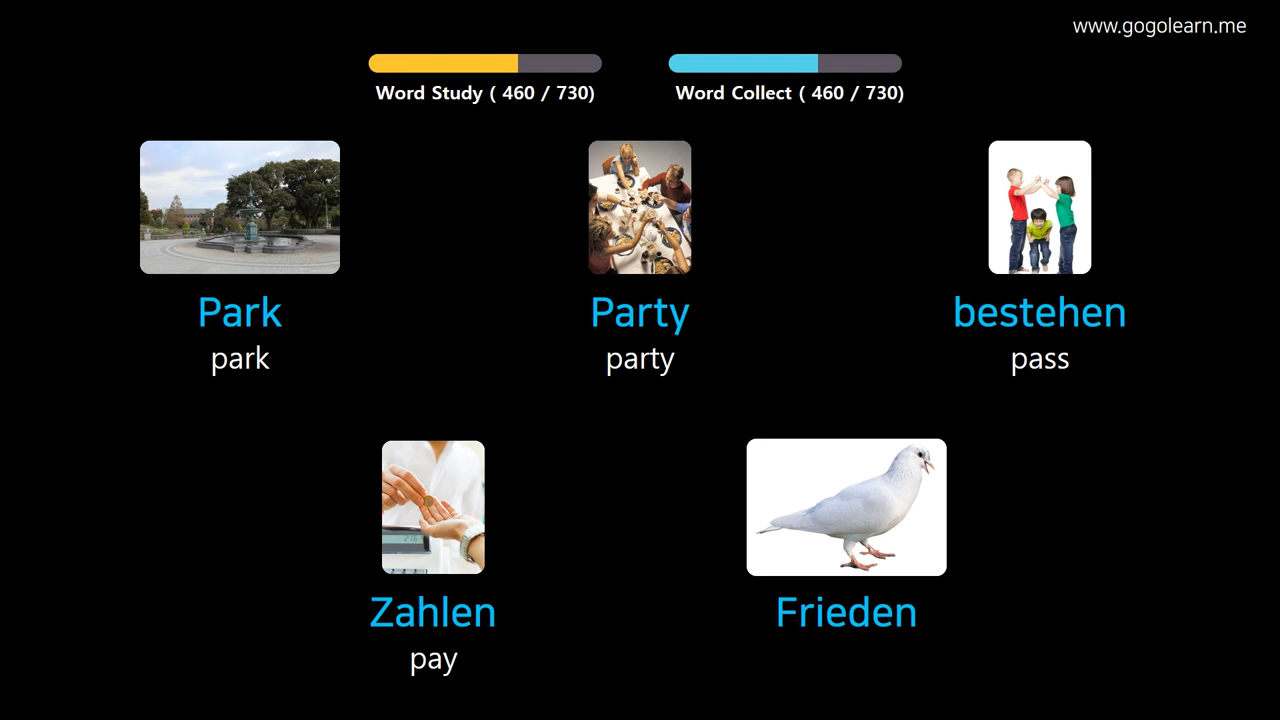 www.gogolearn.me
Word Study ( 460 / 730)
Word Collect ( 460 / 730)
Park
park
Party
party
bestehen
pass
Zahlen
pay
Frieden